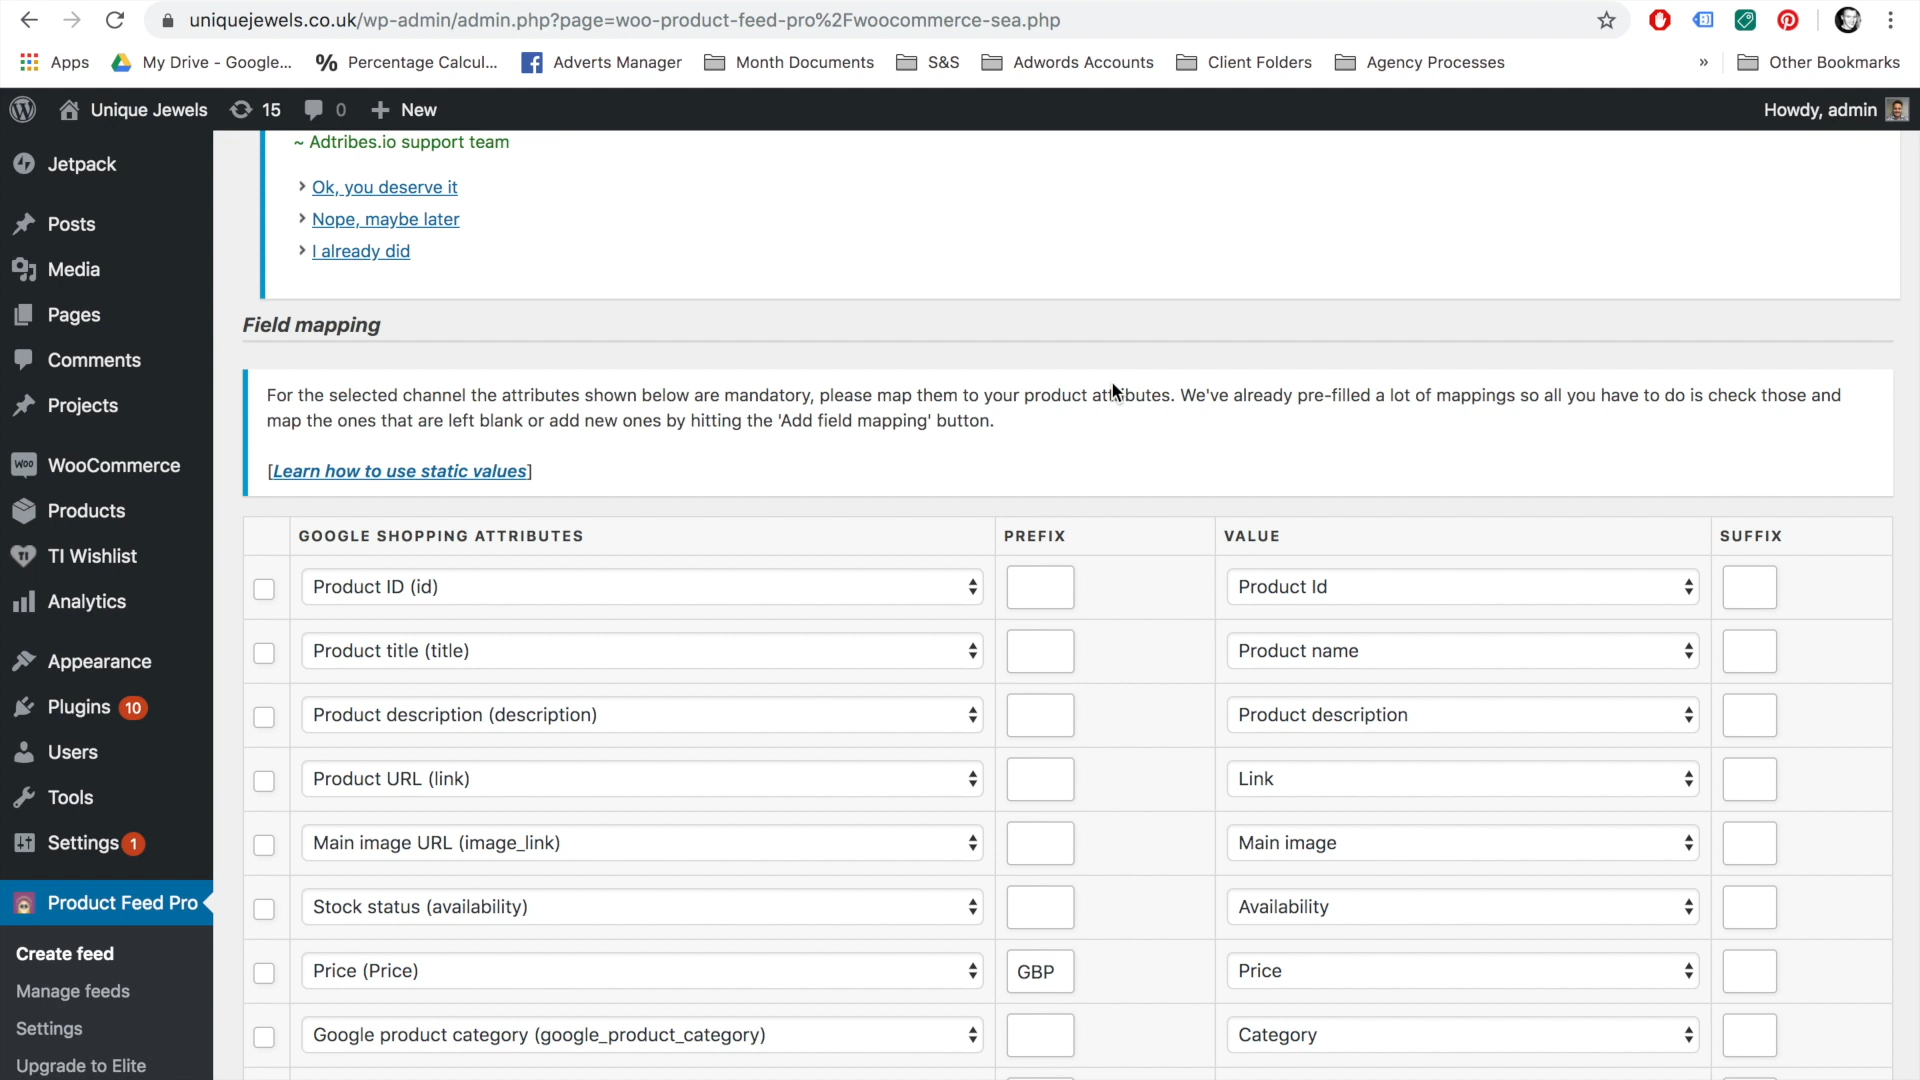 uniquejewels.co.uk/wp-admin/admin.php?page=woo-product-feed-pro%2Fwoocommerce-sea.php
Apps
My Drive - Google...
% Percentage Calcul...
Adverts Manager
Month Documents
S&S
Adwords Accounts
Client Folders
Agency Processes
»
Other Bookmarks
Unique Jewels
15
0
+ New
Howdy, admin
Jetpack
Posts
Media
Pages
Comments
Projects
WooCommerce
Products
TI Wishlist
Analytics
Appearance
Plugins 10
Users
Tools
Settings 1
Product Feed Pro
Create feed
Manage feeds
Settings
Upgrade to Elite
~ Adtribes.io support team
Ok, you deserve it
Nope, maybe later
I already did
Field mapping
For the selected channel the attributes shown below are mandatory, please map them to your product attributes. We've already pre-filled a lot of mappings so all you have to do is check those and
map the ones that are left blank or add new ones by hitting the 'Add field mapping' button.
[Learn how to use static values]
GOOGLE SHOPPING ATTRIBUTES PREFIX VALUE SUFFIX
Product ID (id) Product Id
Product title (title) Product name
Product description (description) Product description
Product URL (link) Link
Main image URL (image_link) Main image
Stock status (availability) Availability
Price (Price) GBP Price
Google product category (google_product_category) Category